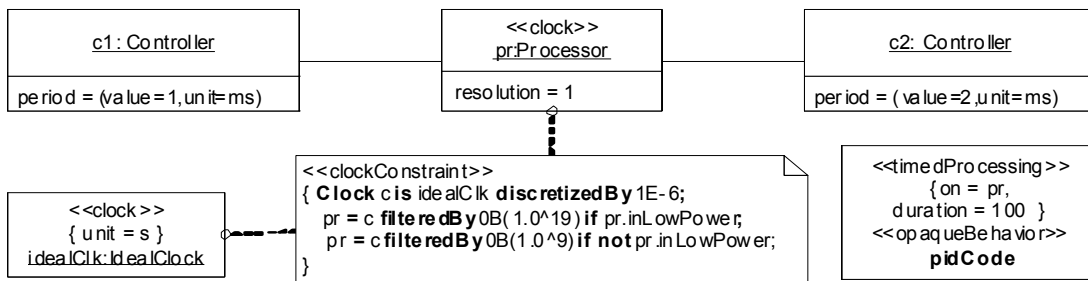 c1: Controller
period = (value=1,unit=ms)
<<clock>>
pr:Processor
resolution = 1
c2: Controller
period = ( value=2,unit=ms)
<<clock>>
{ unit = s }
idealClk:IdealClock
<<clockConstraint>>
{ Clock c is idealClk discretizedBy 1E-6;
pr = c filteredBy 0B(1.0^19) if pr.inLowPower;
pr = c filteredBy 0B(1.0^9) if not pr.inLowPower;
}
<<timedProcessing>>
{ on = pr,
duration = 100 }
<<opaqueBehavior>>
pidCode